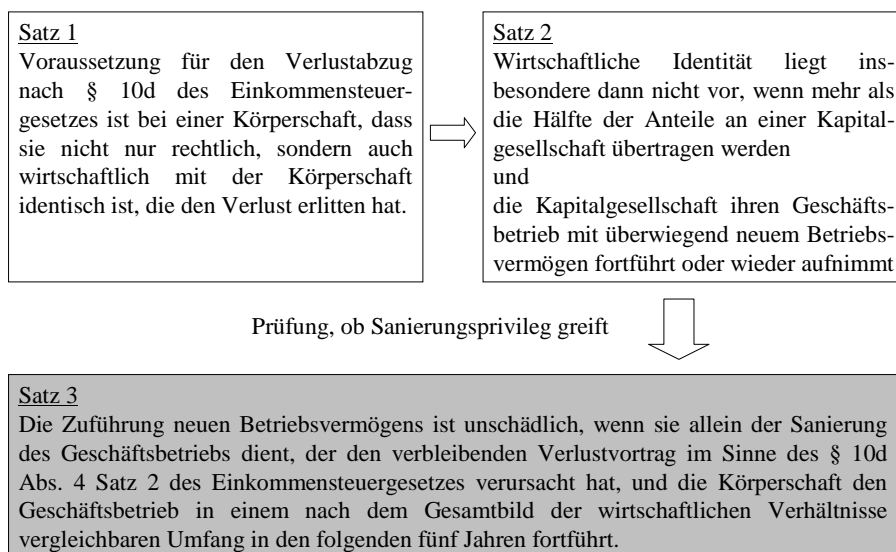 Satz 1
Voraussetzung für den Verlustabzug
nach § 10d des Einkommensteuer-
gesetzes ist bei einer Körperschaft, dass
sie nicht nur rechtlich, sondern auch
wirtschaftlich mit der Körperschaft
identisch ist, die den Verlust erlitten hat.
Satz 2
Wirtschaftliche Identität liegt ins-
besondere dann nicht vor, wenn mehr als
die Hälfte der Anteile an einer Kapital-
gesellschaft übertragen werden
und
die Kapitalgesellschaft ihren Geschäfts-
betrieb mit überwiegend neuem Betriebs-
vermögen fortführt oder wieder aufnimmt
Prüfung, ob Sanierungsprivileg greift
Satz 3
Die Zuführung neuen Betriebsvermögens ist unschädlich, wenn sie allein der Sanierung
des Geschäftsbetriebs dient, der den verbleibenden Verlustvortrag im Sinne des § 10d
Abs. 4 Satz 2 des Einkommensteuergesetzes verursacht hat, und die Körperschaft den
Geschäftsbetrieb in einem nach dem Gesamtbild der wirtschaftlichen Verhältnisse
vergleichbaren Umfang in den folgenden fünf Jahren fortführt.